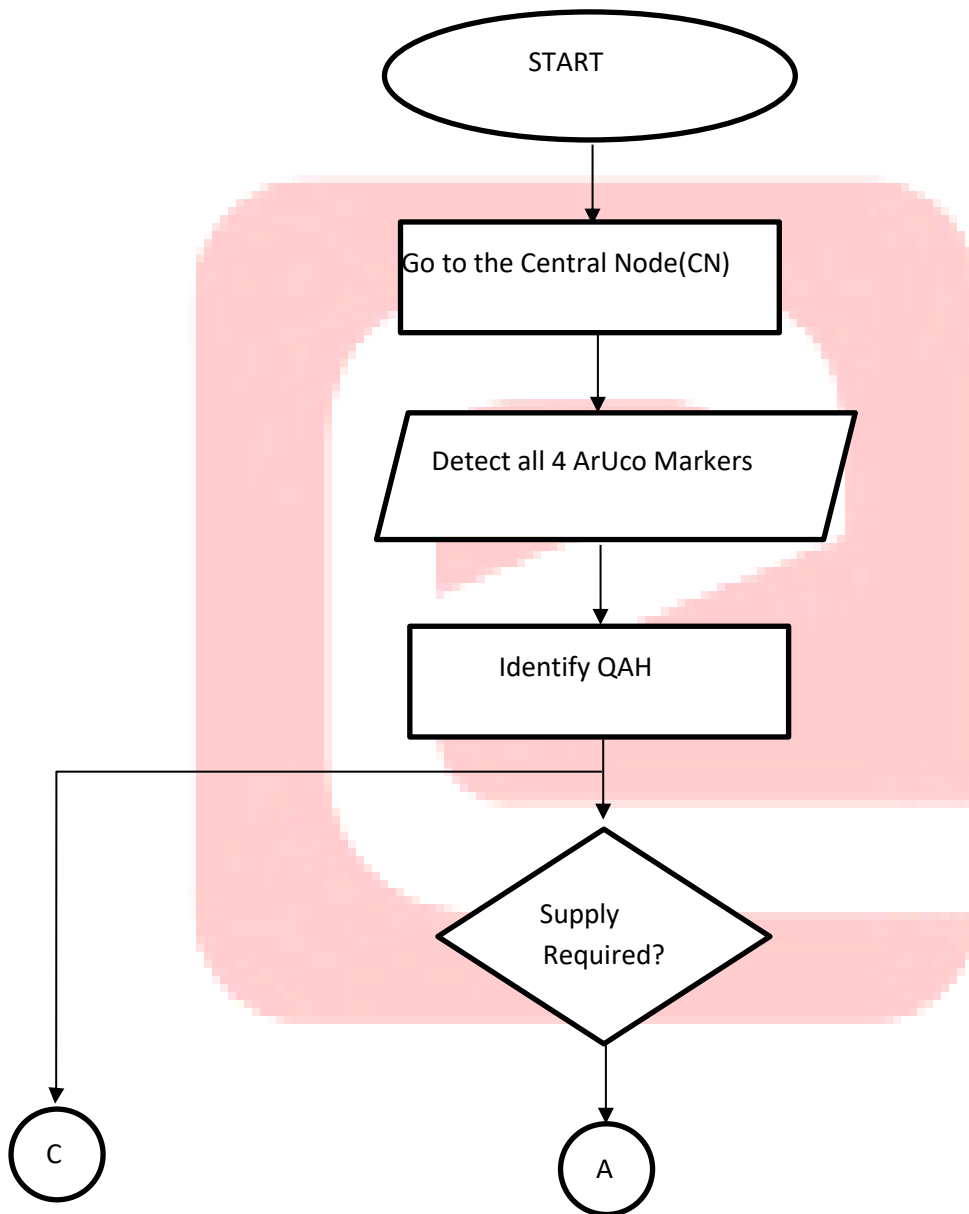 START
Go to the Central Node(CN)
Detect all 4 ArUco Markers
Identify QAH
Supply
Required?
C
A